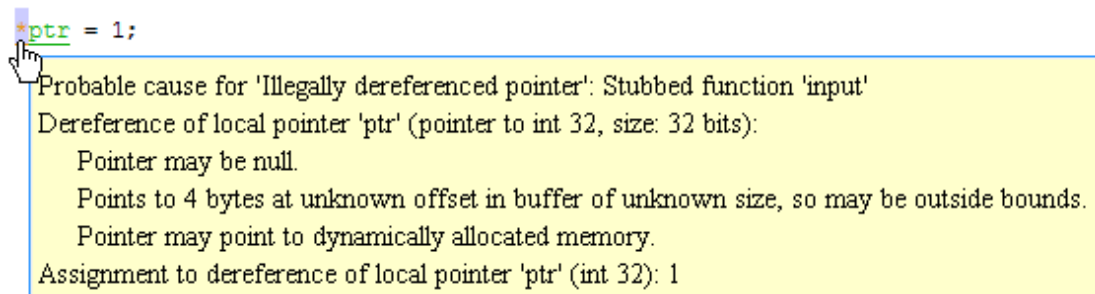 *ptr = 1;
Probable cause for 'Illegally dereferenced pointer': Stubbed function 'input'
Dereference of local pointer 'ptr' (pointer to int 32, size: 32 bits):
Pointer may be null.
Points to 4 bytes at unknown offset in buffer of unknown size, so may be outside bounds.
Pointer may point to dynamically allocated memory.
Assignment to dereference of local pointer 'ptr' (int 32): 1